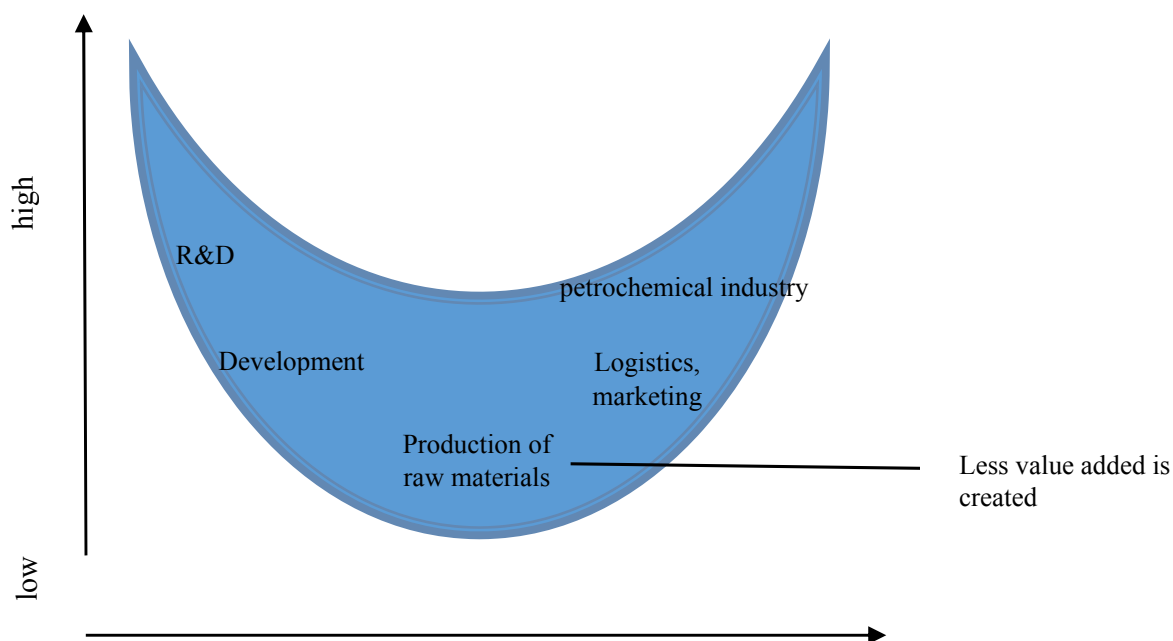 high
R&D
petrochemical industry
Development
Logistics,
marketing
Production of
raw materials
Less value added is
created
low